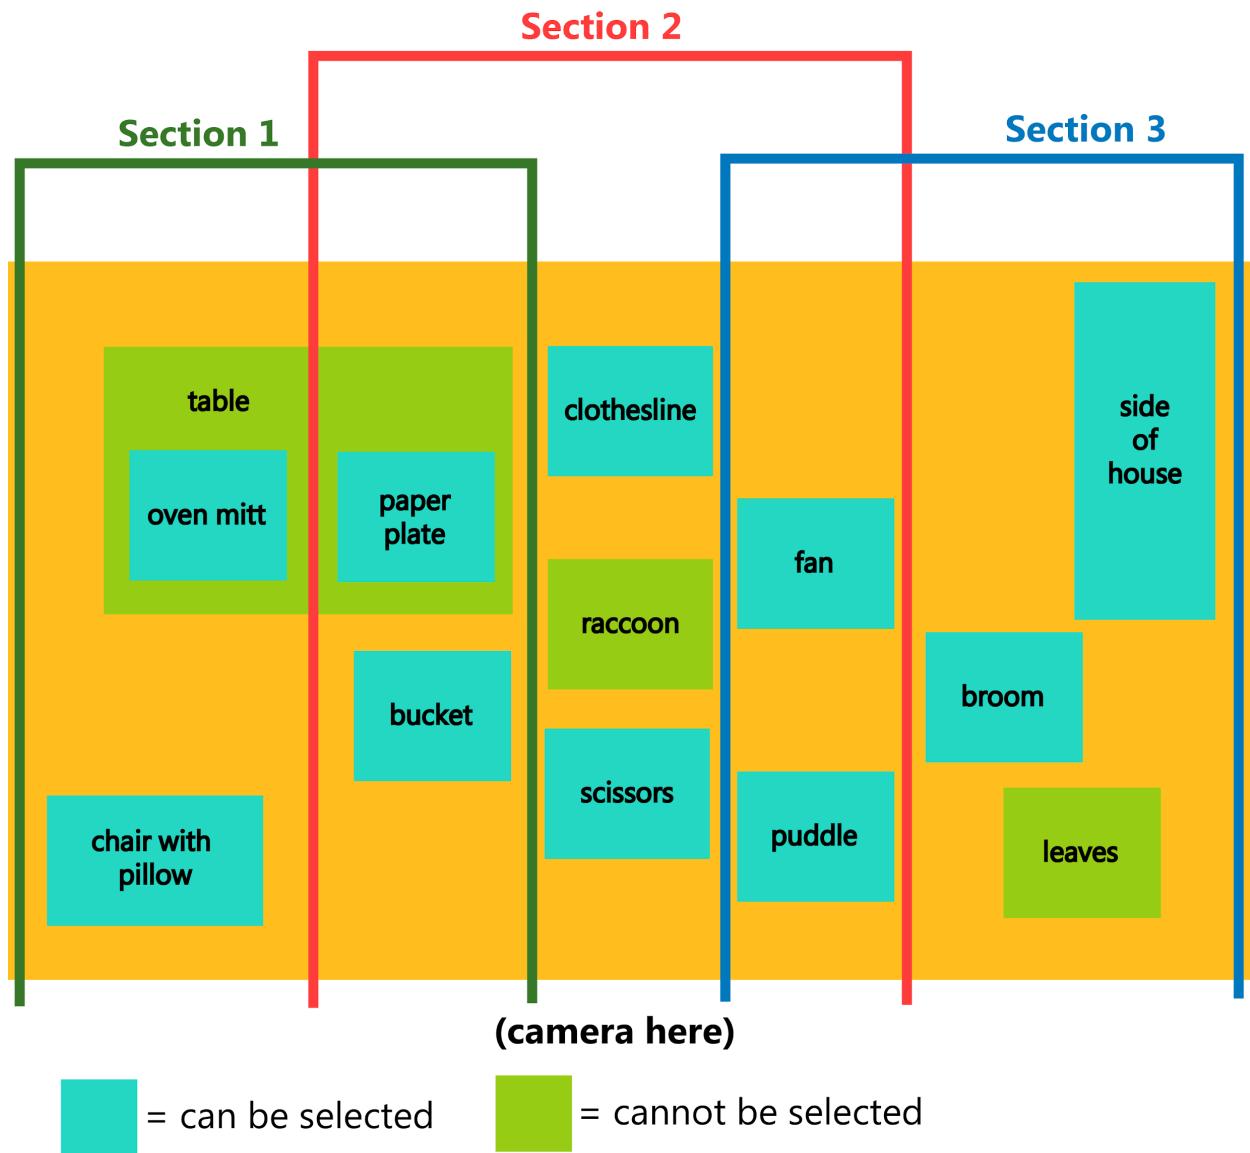 Section 2
Section 1
Section 3
table
oven mitt
paper
plate
clothesline
side
of
house
fan
raccoon
bucket
broom
scissors
chair with
pillow
puddle
leaves
(camera here)
= can be selected
= cannot be selected